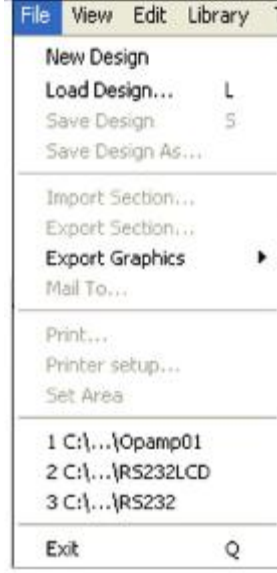 File View Edit Library
New Design
Load Design... L
Save Design S
Save Design As...
Import Section...
Export Section...
Export Graphics
Mail To...
Print...
Printer setup...
Set Area
1 C:\...\Opamp01
2 C:\...\RS232LCD
3 C:\...\RS232
Exit Q